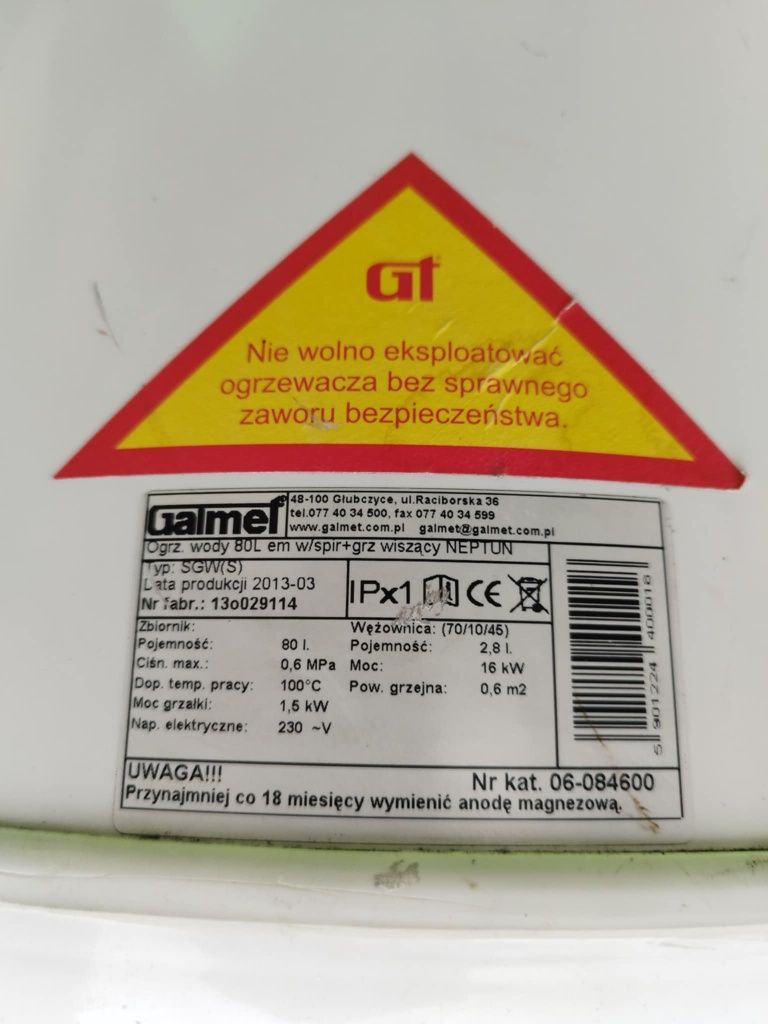 Gt
Nie wolno eksploatować
ogrzewacza bez sprawnego
zaworu bezpieczeństwa.
Galmet
48-100 Głubczyce, ul.Raciborska 36
tel.077 40 34 500, fax 077 40 34 599
www.galmet.com.pl galmet@galmet.com.pl
Ogrz. wody 80L em w/spir+grz wiszący NEPTUN
Typ: SGW(S)
Data produkcji 2013-03
Nr fabr.: 13o029114
IPx1 CE
Zbiornik:
Pojemność: 80 l.
Ciśn. max.: 0,6 MPa
Dop. temp. pracy: 100°C
Moc grzałki: 1,5 kW
Nap. elektryczne: 230 ~V
Wężownica: (70/10/45)
Pojemność: 2,8 l.
Moc: 16 kW
Pow. grzejna: 0,6 m2
5 901224 400018
UWAGA!!!
Nr kat. 06-084600
Przynajmniej co 18 miesięcy wymienić anodę magnezową.